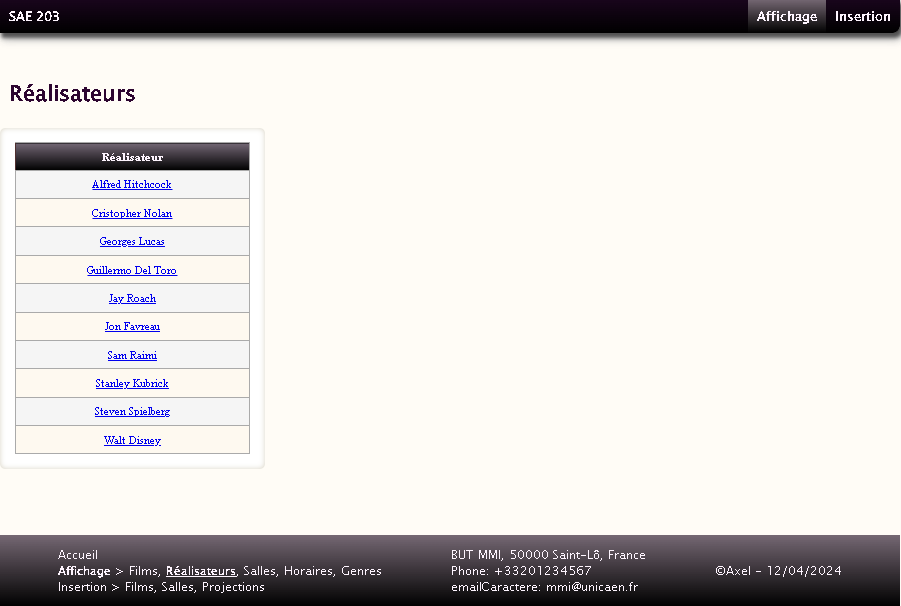 SAE 203
Affichage Insertion
Réalisateurs
Réalisateur
Alfred Hitchcock
Cristopher Nolan
Georges Lucas
Guillermo Del Toro
Jay Roach
Jon Favreau
Sam Raimi
Stanley Kubrick
Steven Spielberg
Walt Disney
Accueil
Affichage > Films, Réalisateurs, Salles, Horaires, Genres
Insertion > Films, Salles, Projections
BUT MMI, 50000 Saint-Lô, France
Phone: +33201234567
emailCaractere: mmi@unicaen.fr
©Axel - 12/04/2024